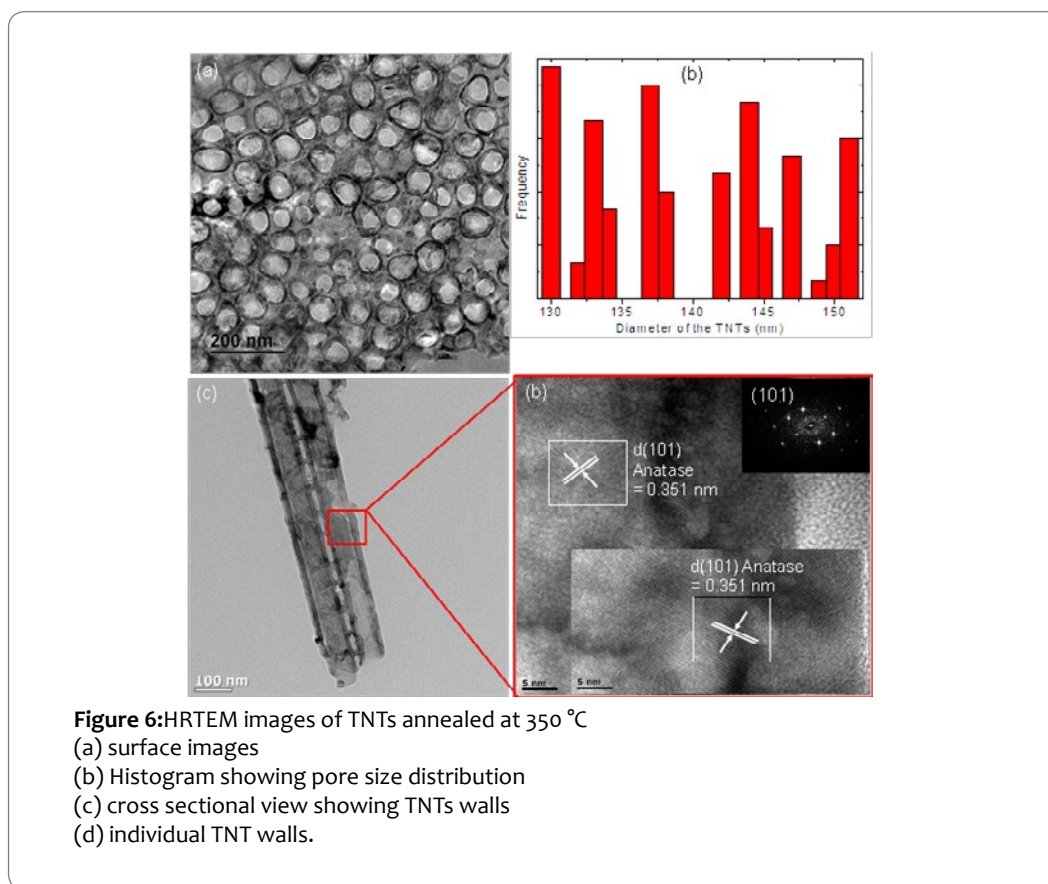 (a)
200 nm
(b)
Frequency
130 135 140 145 150
Diameter of the TNTs (nm)
(c)
100 nm
(b)
(101)
d(101)
Anatase
= 0.351 nm
d(101) Anatase
= 0.351 nm
5 nm 5 nm
Figure 6:HRTEM images of TNTs annealed at 350 °C
(a) surface images
(b) Histogram showing pore size distribution
(c) cross sectional view showing TNTs walls
(d) individual TNT walls.